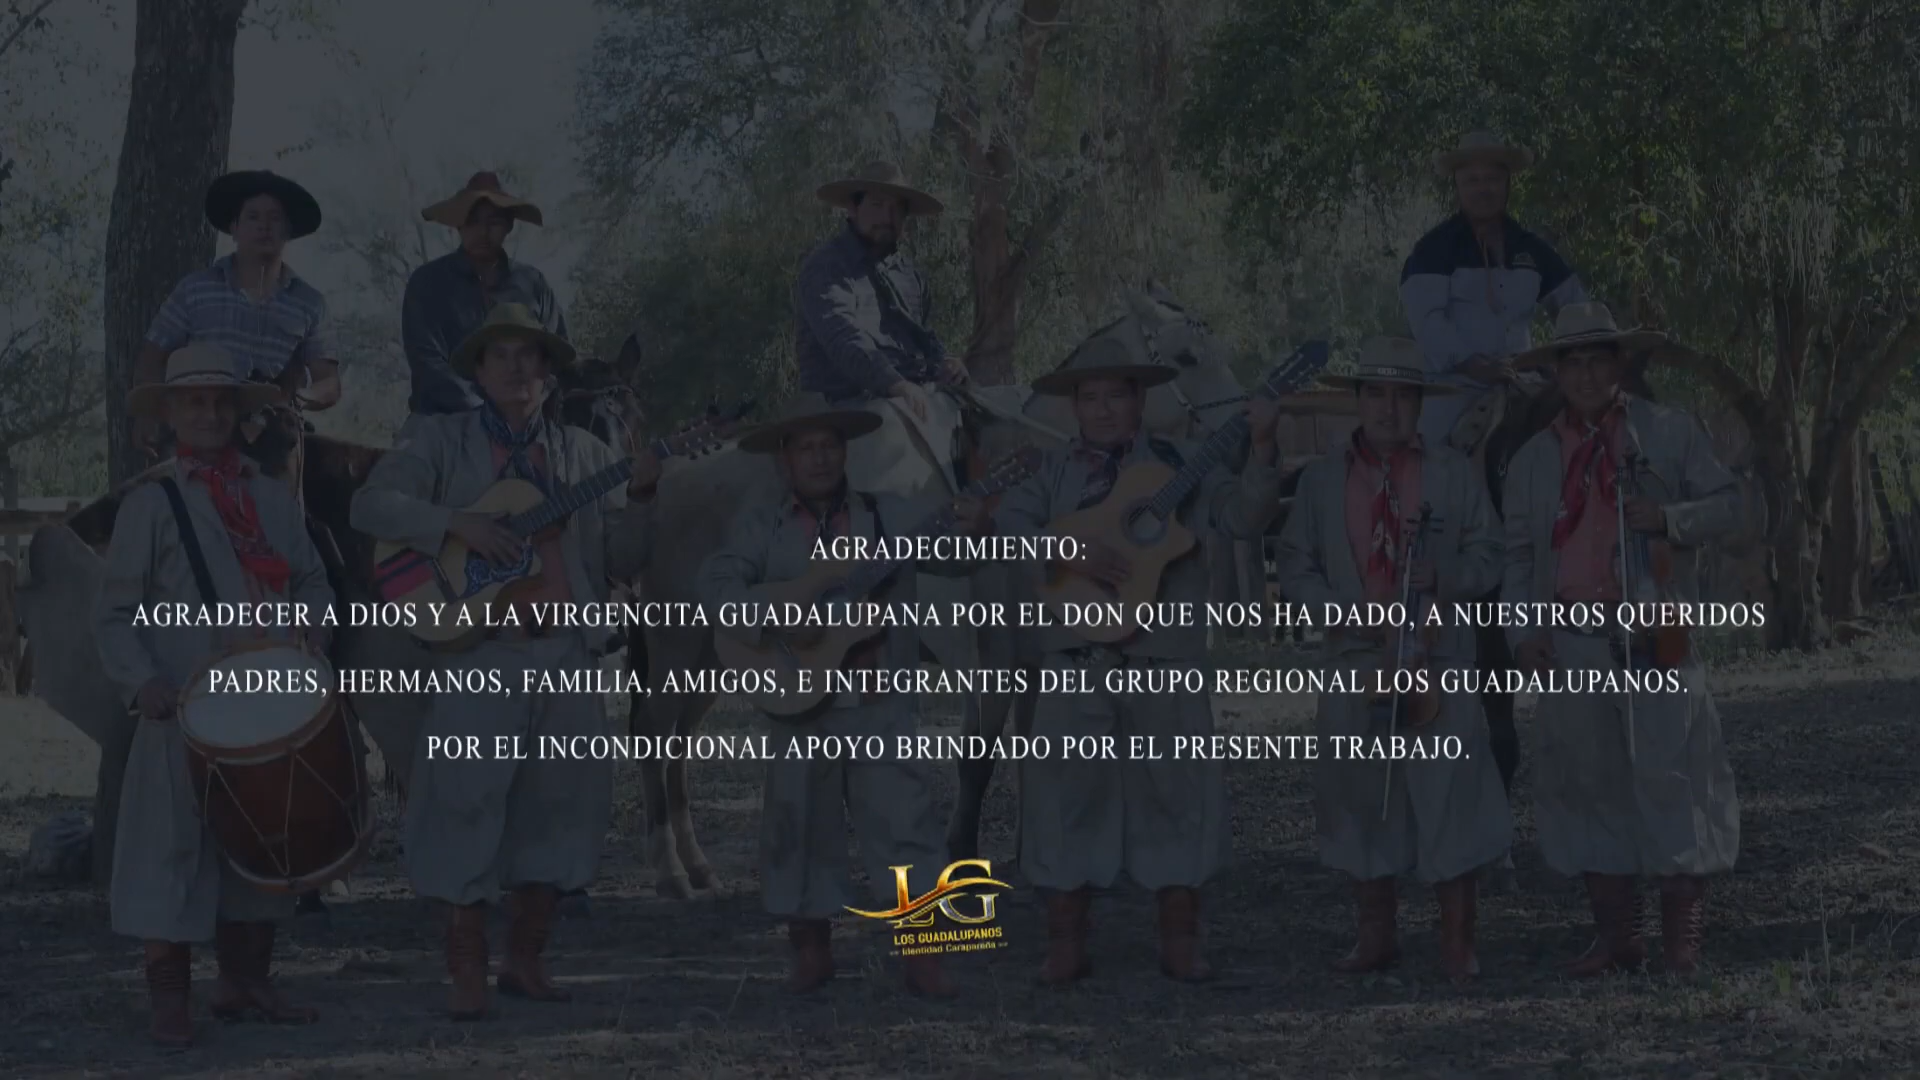 AGRADECIMIENTO:
AGRADECER A DIOS Y A LA VIRGENCITA GUADALUPANA POR EL DON QUE NOS HA DADO, A NUESTROS QUERIDOS
PADRES, HERMANOS, FAMILIA, AMIGOS, E INTEGRANTES DEL GRUPO REGIONAL LOS GUADALUPANOS.
POR EL INCONDICIONAL APOYO BRINDADO POR EL PRESENTE TRABAJO.
LG
LOS GUADALUPANOS
Identidad Carapareña